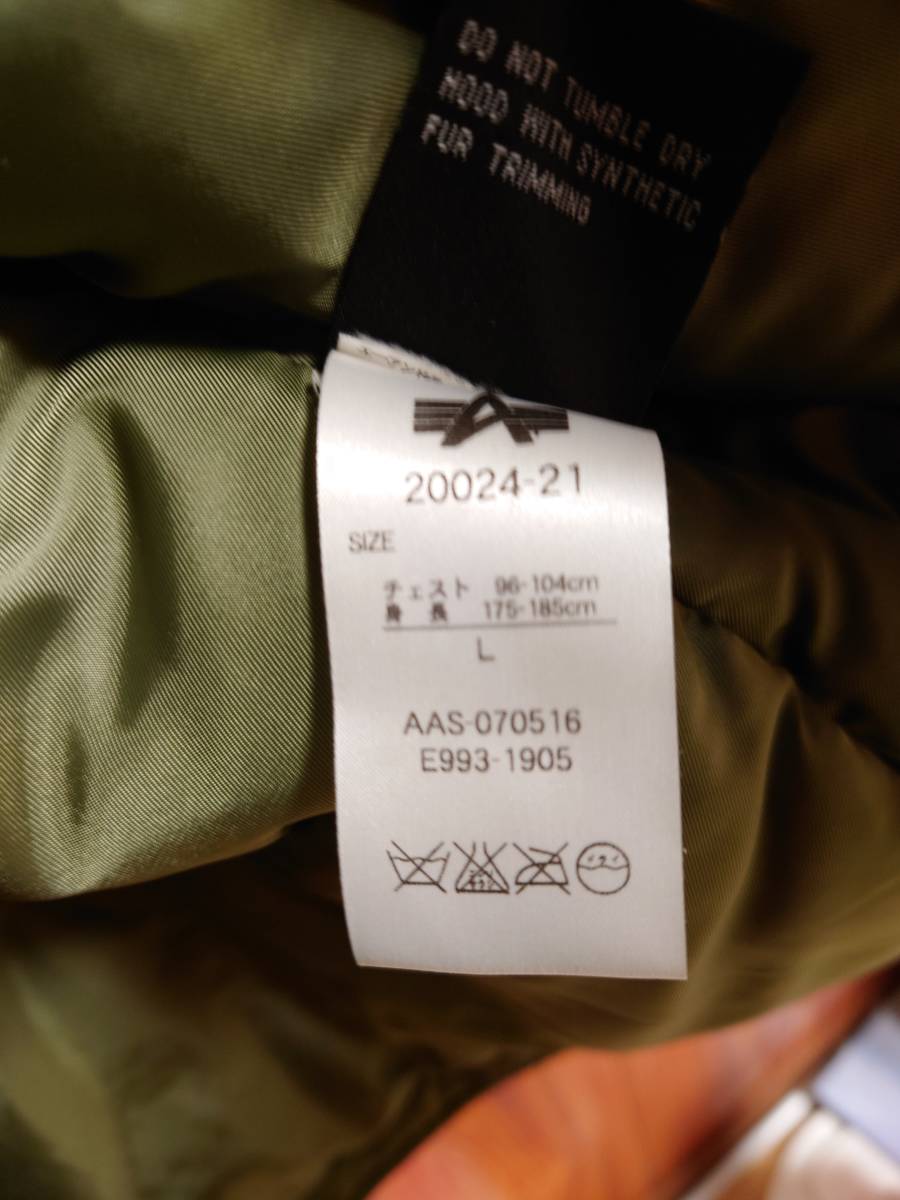 DO NOT TUMBLE DRY
HOOD WITH SYNTHETIC
FUR TRIMMING
20024-21
SIZE
チェスト 96-104cm
身長 175-185cm
L
AAS-070516
E993-1905